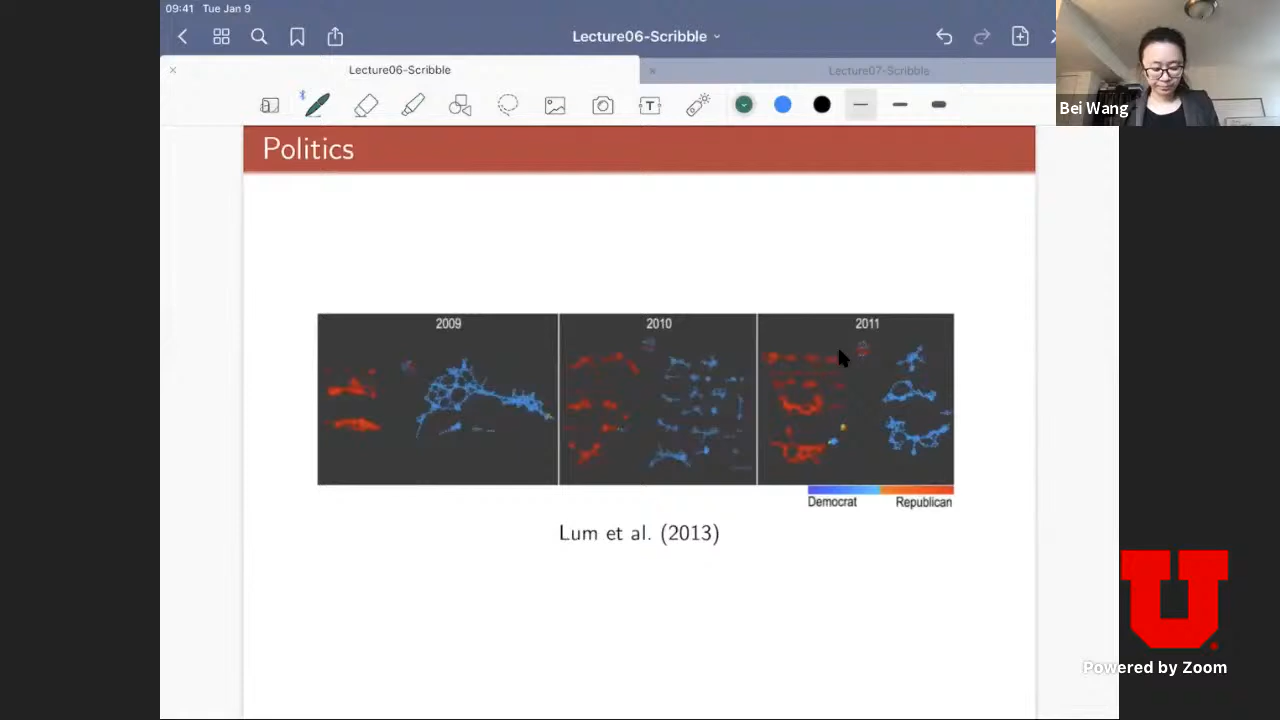 09:41 Tue Jan 9
Lecture06-Scribble
Lecture06-Scribble
Lecture07-Scribble
T
Bei Wang
Politics
2009
2010
2011
Democrat
Republican
Lum et al. (2013)
U
Powered by Zoom